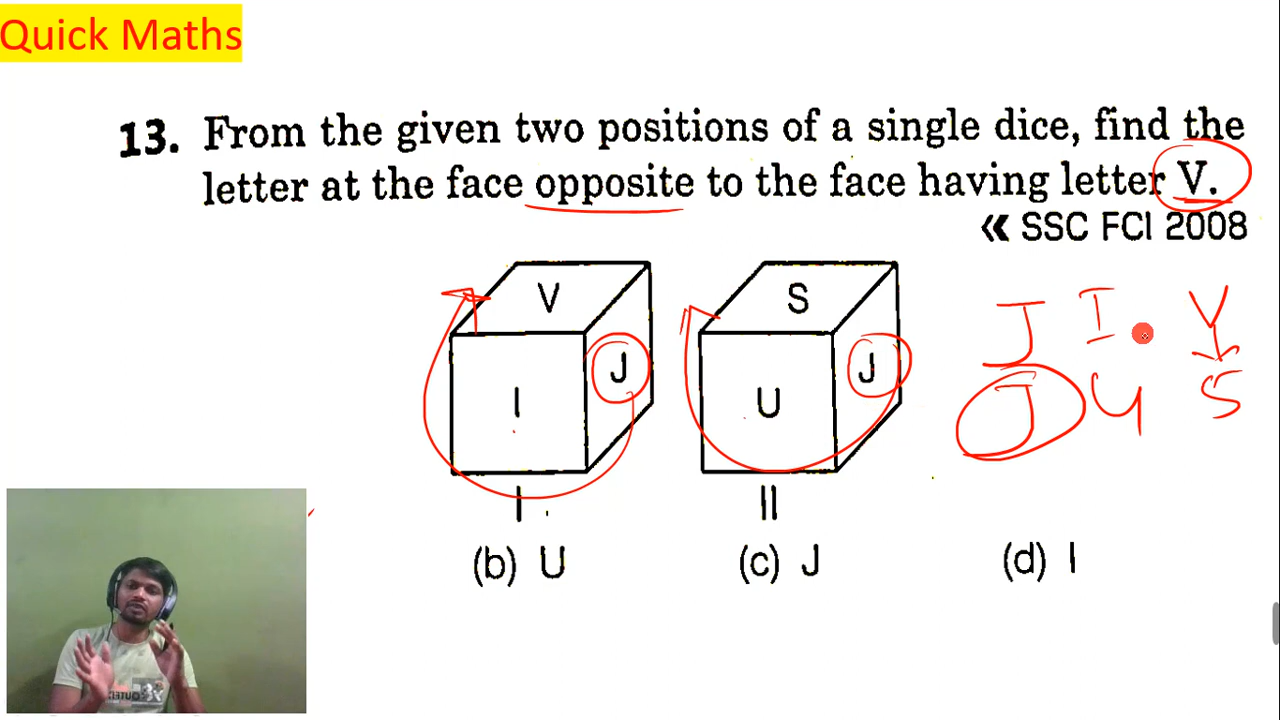 Quick Maths
13. From the given two positions of a single dice, find the
letter at the face opposite to the face having letter V.
« SSC FCI 2008
V S
J J
I U
I II
J I V
J U S
(b) U (c) J (d) I